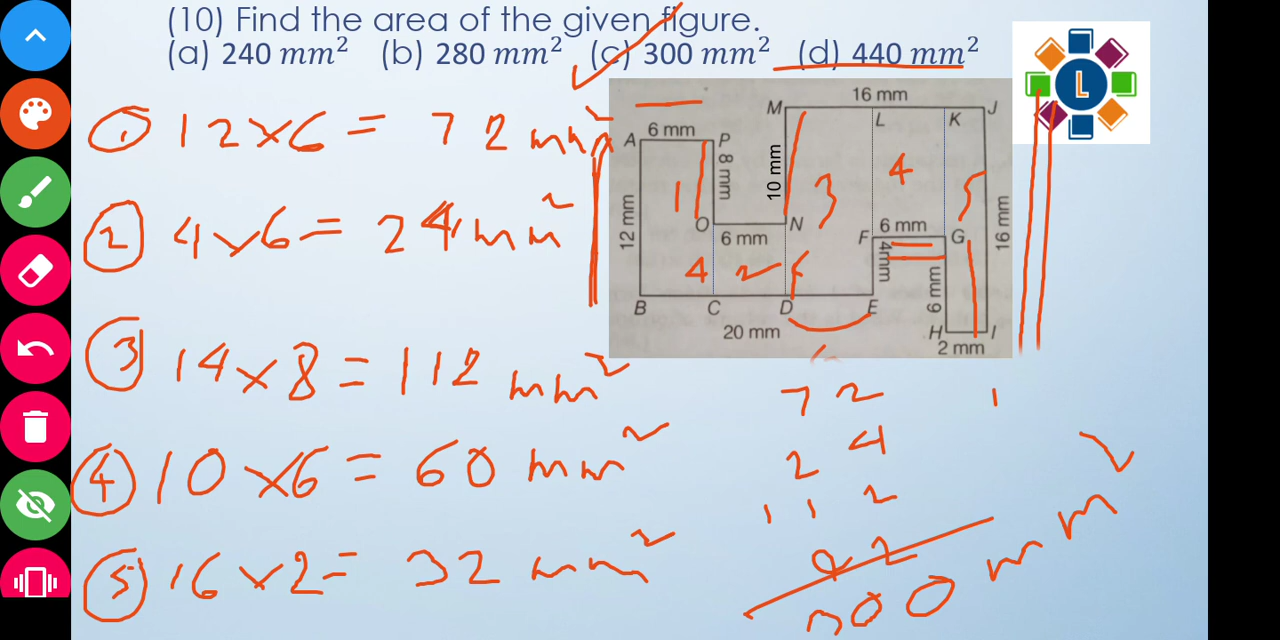 (10) Find the area of the given figure.
(a) 240 mm² (b) 280 mm² (c) 300 mm² (d) 440 mm²
L
① 12 × 6 = 72 mm²
② 4 × 6 = 24 mm²
③ 14 × 8 = 112 mm²
④ 10 × 6 = 60 mm²
⑤ 16 × 2 = 32 mm²
16 mm
M L K J
6 mm
A P
8 mm
10 mm
1 3 4 5
12 mm
O N
6 mm
6 mm
F G
16 mm
4 mm
4 2
6 mm
B C D E
20 mm
H I
2 mm
72
24
112
92
300 mm²